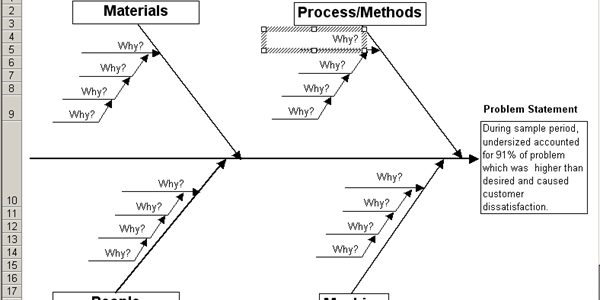 Materials
Process/Methods
2
3
4
5
6
7
8
9
10
11
12
13
14
15
16
17
Why?
Why?
Why?
Why?
Why?
Why?
Why?
Why?
Problem Statement
During sample period,
undersized accounted
for 91% of problem
which was higher than
desired and caused
customer
dissatisfaction.
Why?
Why?
Why?
Why?
Why?
Why?
Why?
Why?
People